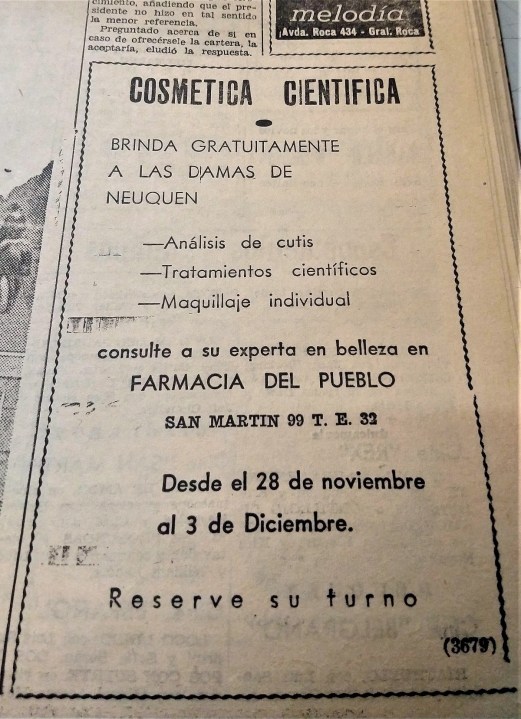 cimiento, añadiendo que el pre-
sidente no hizo en tal sentido
la menor referencia.
Preguntado acerca de si en
caso de ofrecérsele la cartera, la
aceptaría, eludió la respuesta.
melodía
Avda. Roca 434 - Gral. Roca
COSMETICA CIENTIFICA
BRINDA GRATUITAMENTE
A LAS DAMAS DE
NEUQUEN
—Análisis de cutis
—Tratamientos científicos
—Maquillaje individual
consulte a su experta en belleza en
FARMACIA DEL PUEBLO
SAN MARTIN 99 T. E. 32
Desde el 28 de noviembre
al 3 de Diciembre.
Reserve su turno
(3679)